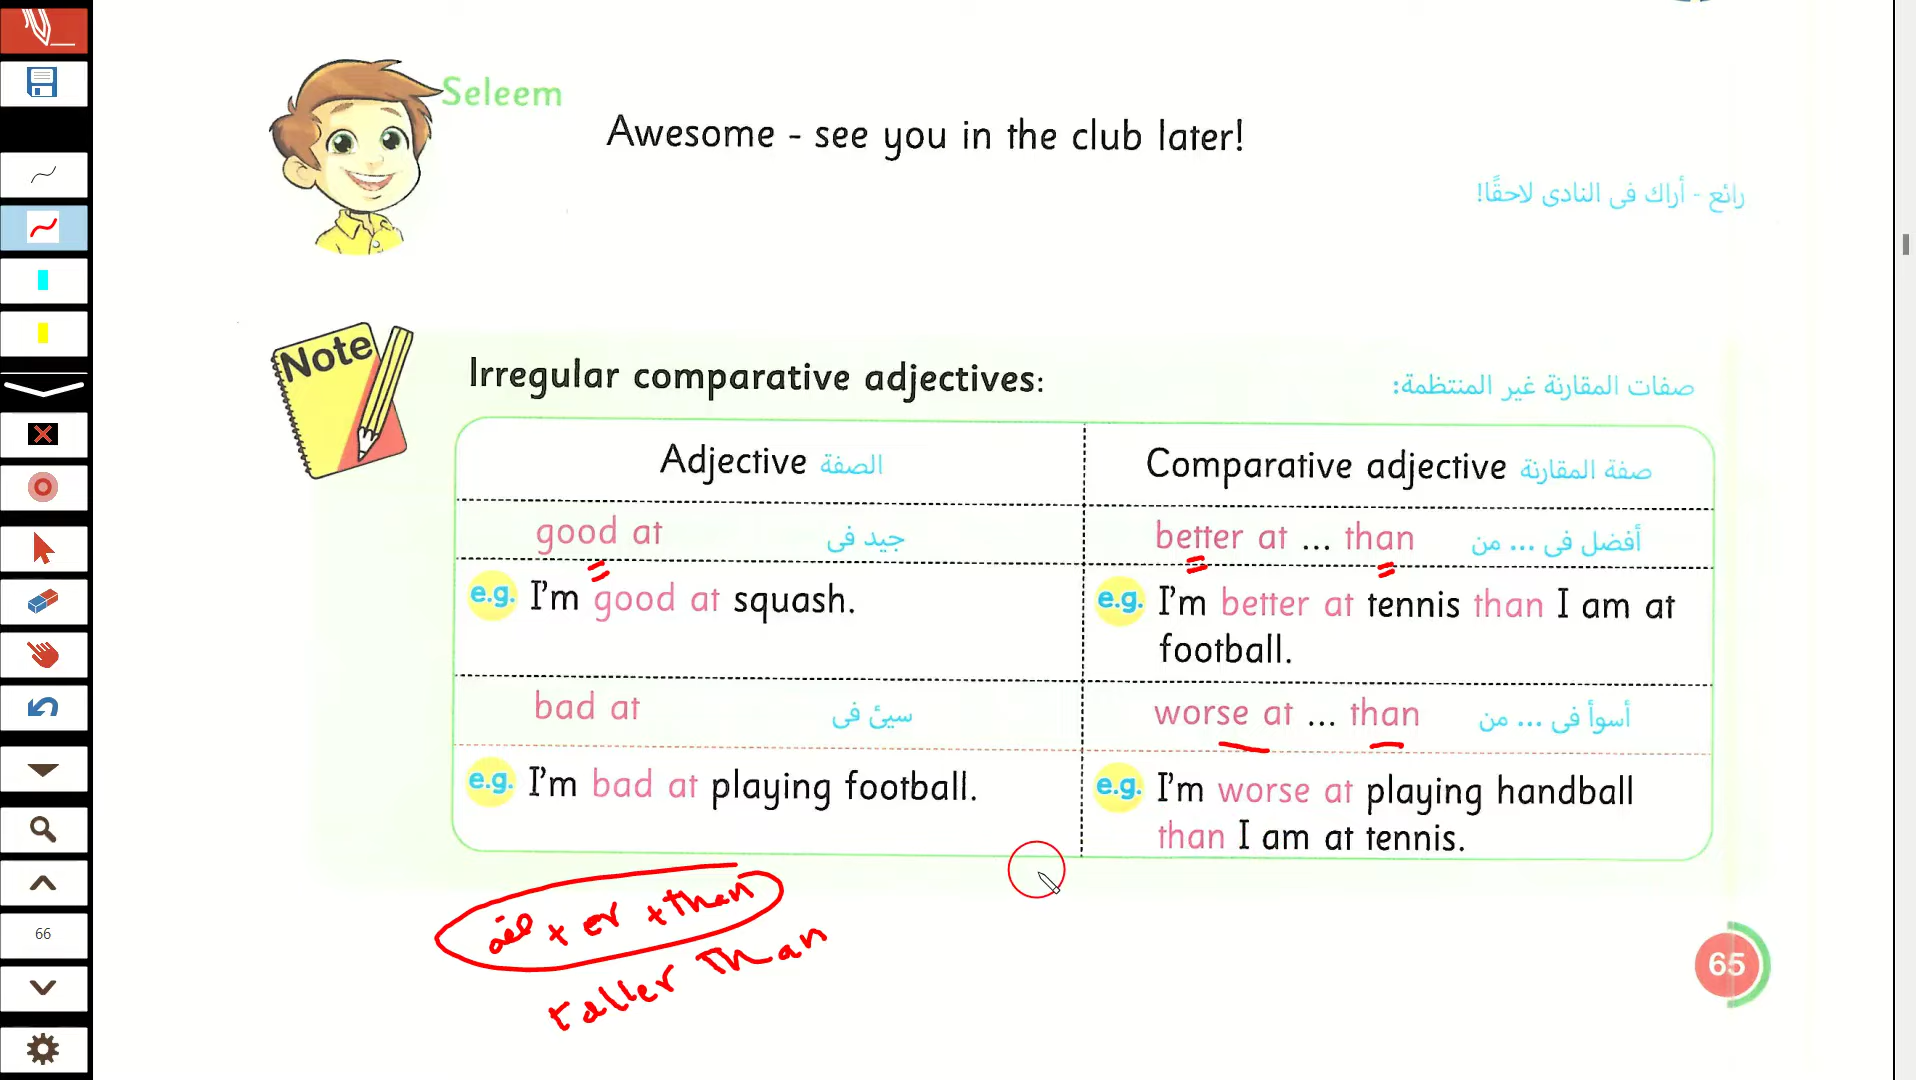 Seleem
Awesome - see you in the club later!
رائع - أراك فى النادى لاحقًا!
Note
Irregular comparative adjectives:
صفات المقارنة غير المنتظمة:
Adjective الصفة
Comparative adjective صفة المقارنة
good at جيد فى
better at ... than أفضل فى ... من
e.g. I'm good at squash.
e.g. I'm better at tennis than I am at
football.
bad at سيئ فى
worse at ... than أسوأ فى ... من
e.g. I'm bad at playing football.
e.g. I'm worse at playing handball
than I am at tennis.
صفة + er + than
taller than
65
66